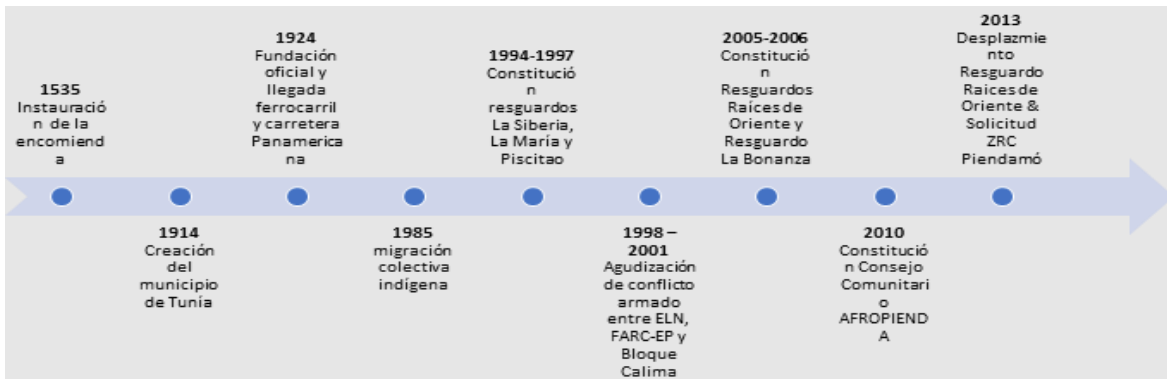 1535
Instauració
n de la
encomiend
a
1914
Creación
del
municipio
de Tunía
1924
Fundación
oficial y
llegada
ferrocarril
y carretera
Panamerica
na
1985
migración
colectiva
indígena
1994-1997
Constitució
n
resguardos
La Siberia,
La María y
Piscitao
1998 –
2001
Agudización
de conflicto
armado
entre ELN,
FARC-EP y
Bloque
Calima
2005-2006
Constitució
n
Resguardos
Raíces de
Oriente y
Resguardo
La Bonanza
2010
Constitució
n Consejo
Comunitari
o
AFROPIEND
A
2013
Desplazmie
nto
Resguardo
Raices de
Oriente &
Solicitud
ZRC
Piendamó